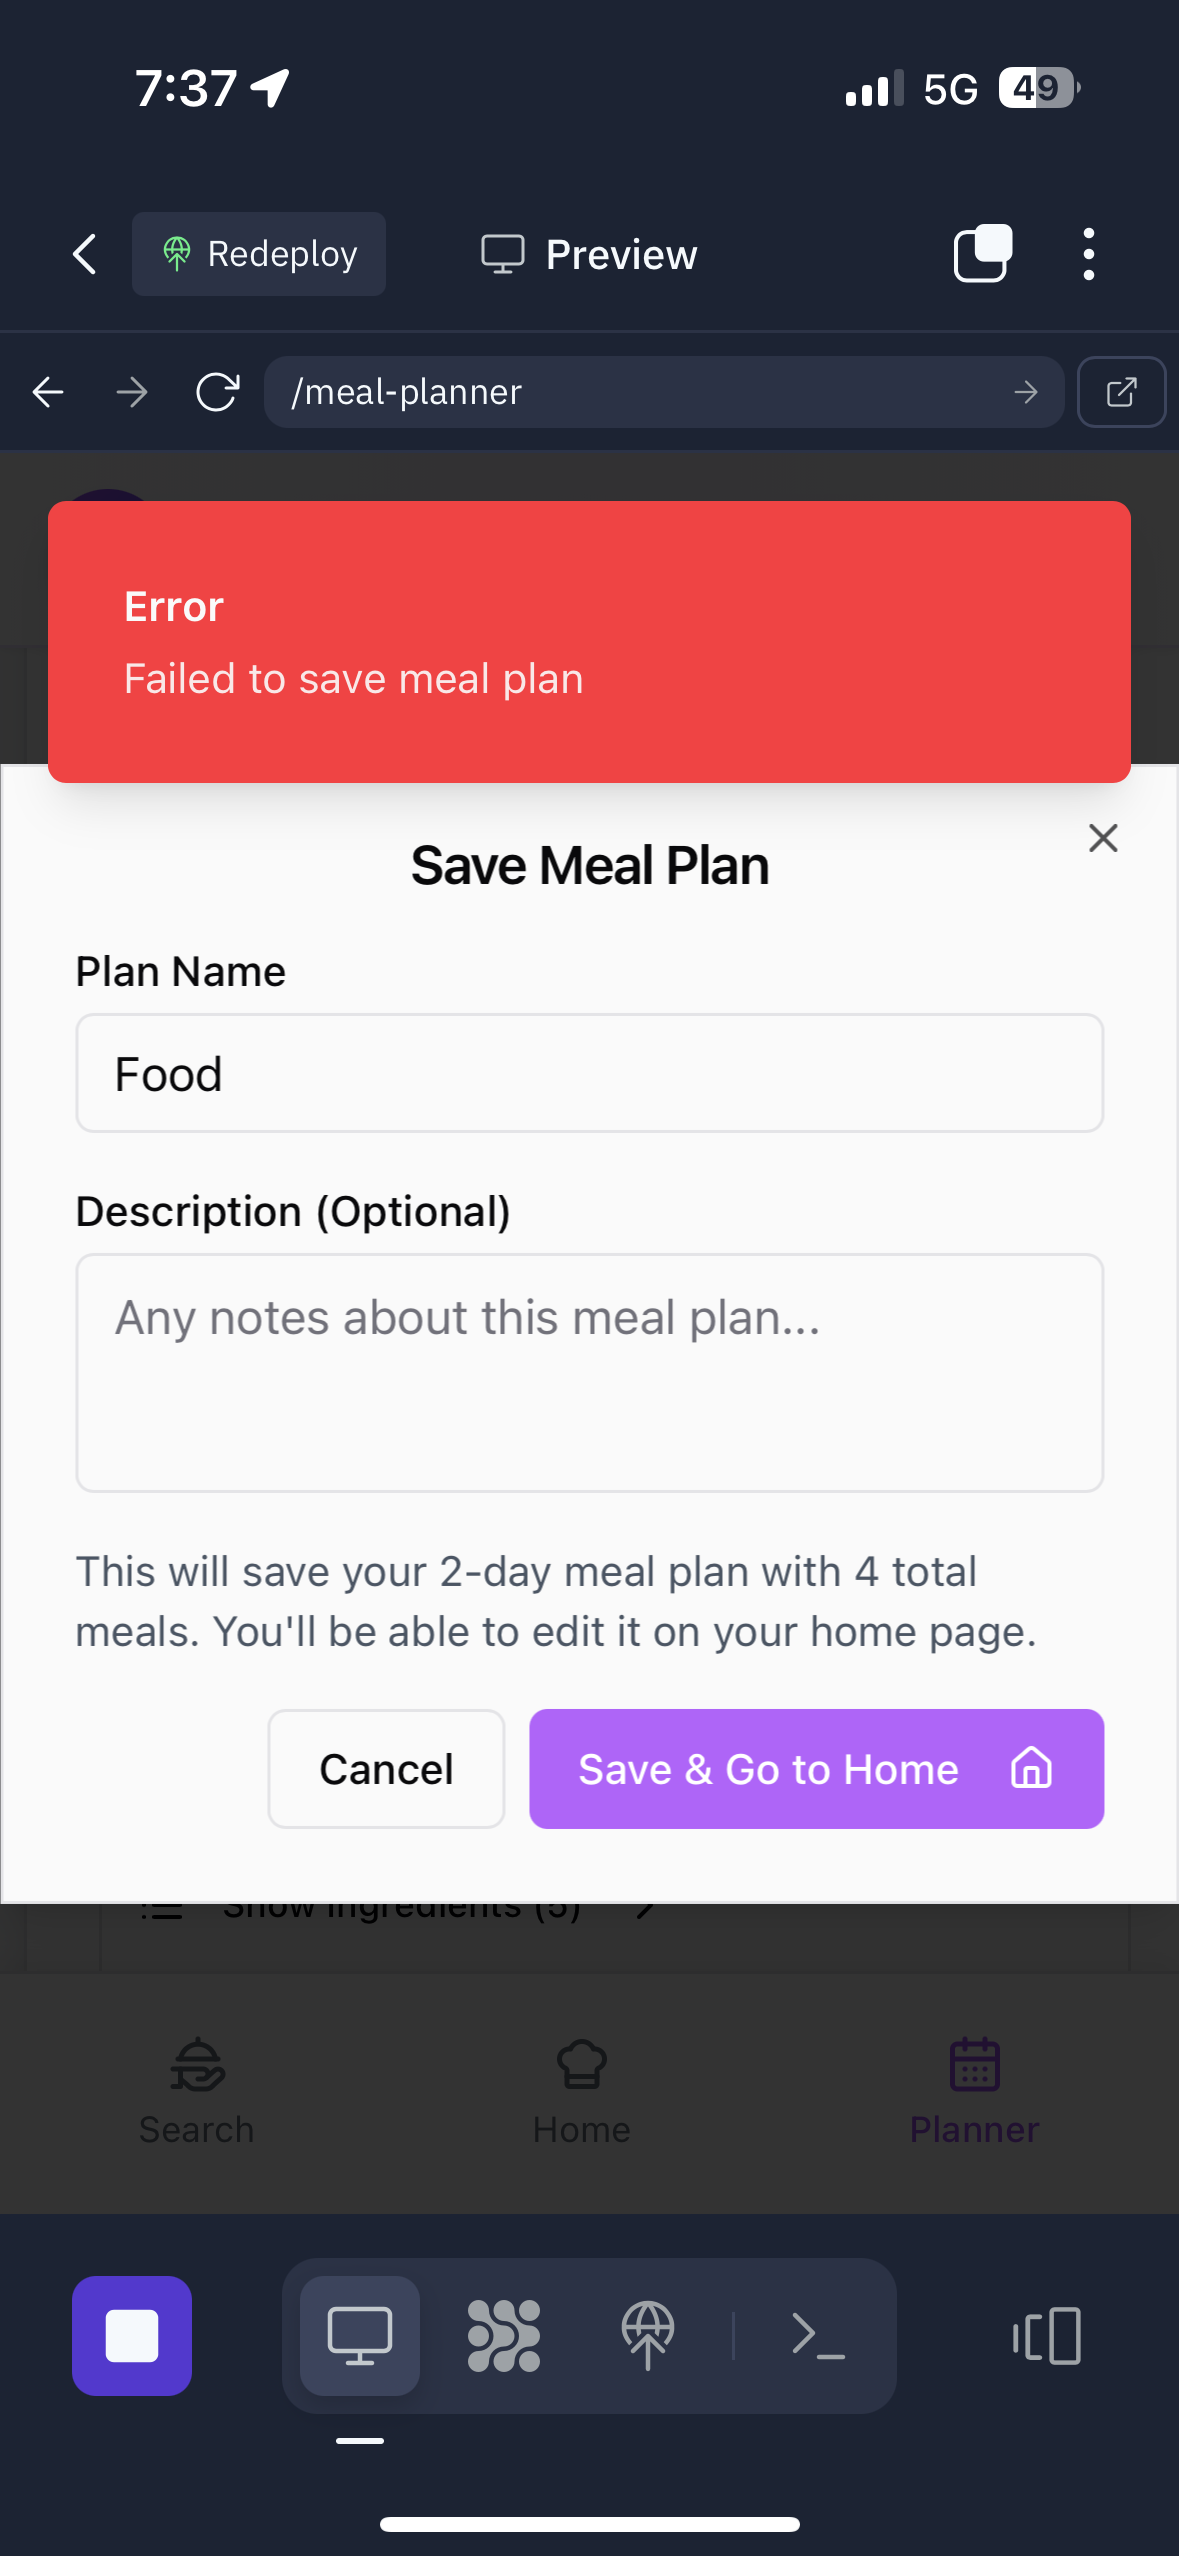 7:37
5G
49
Redeploy
Preview
/meal-planner
Error
Failed to save meal plan
Save Meal Plan
Plan Name
Food
Description (Optional)
Any notes about this meal plan...
This will save your 2-day meal plan with 4 total
meals. You'll be able to edit it on your home page.
Cancel
Save & Go to Home
Show Ingredients (5)
Search
Home
Planner